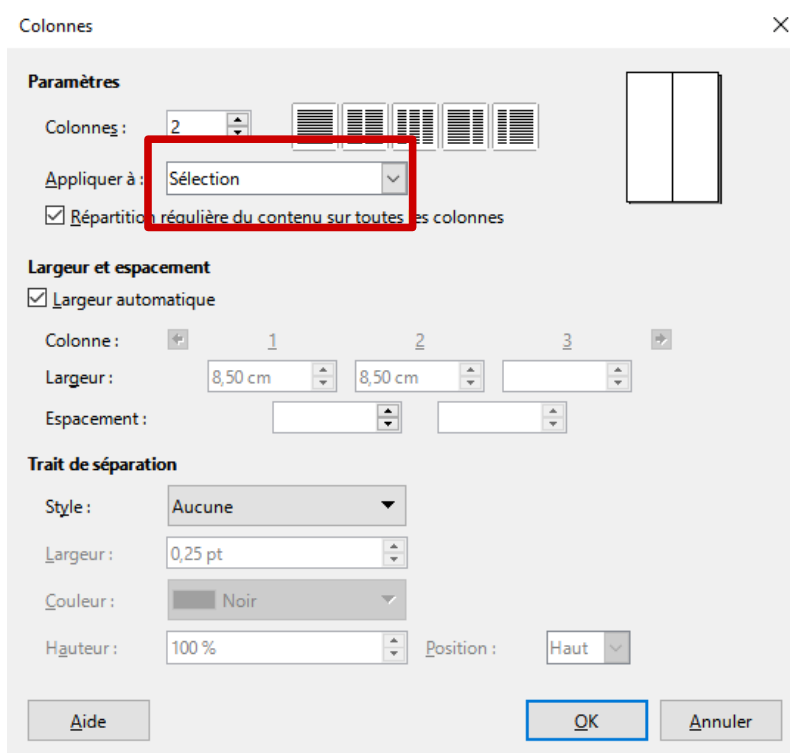 Colonnes
Paramètres
Colonnes : 2
Appliquer à : Sélection
Répartition régulière du contenu sur toutes les colonnes
Largeur et espacement
Largeur automatique
Colonne : 1 2 3
Largeur : 8,50 cm 8,50 cm
Espacement :
Trait de séparation
Style : Aucune
Largeur : 0,25 pt
Couleur : Noir
Hauteur : 100 % Position : Haut
Aide OK Annuler